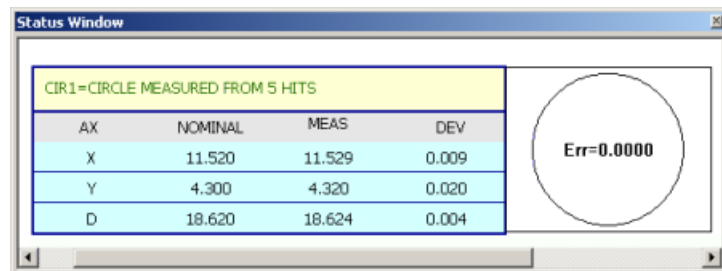 Status Window
CIR1=CIRCLE MEASURED FROM 5 HITS
AX NOMINAL MEAS DEV
X 11.520 11.529 0.009
Y 4.300 4.320 0.020
D 18.620 18.624 0.004
Err=0.0000